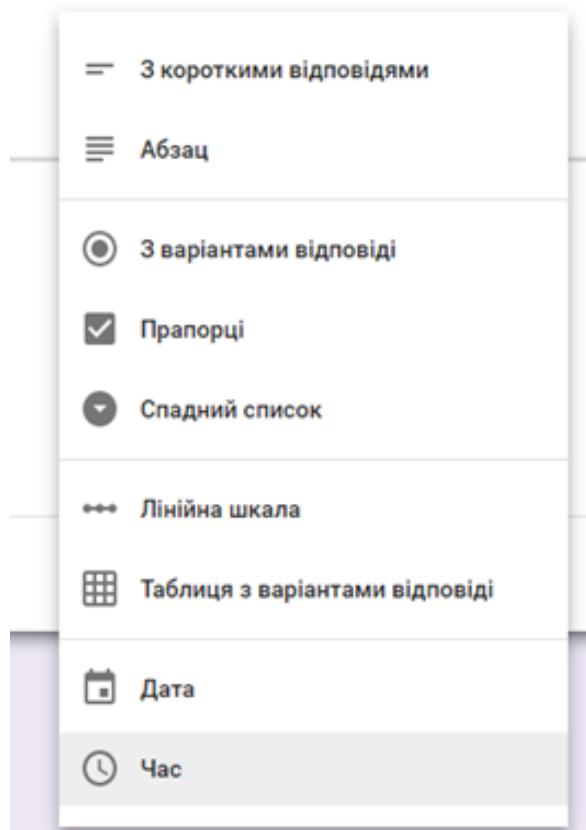 З короткими відповідями
Абзац
З варіантами відповіді
Прапорці
Спадний список
Лінійна шкала
Таблиця з варіантами відповіді
Дата
Час